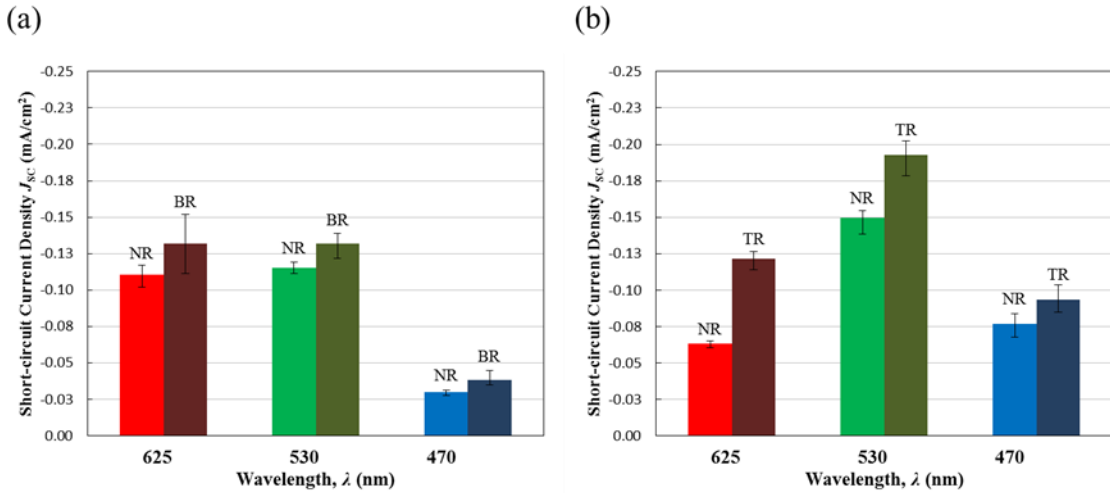 (a)
Short-circuit Current Density JSC (mA/cm²)
-0.25
-0.23
-0.20
-0.18
-0.15
-0.13
-0.10
-0.08
-0.05
-0.03
0.00
NR BR
NR BR
NR BR
625 530 470
Wavelength, λ (nm)
(b)
Short-circuit Current Density JSC (mA/cm²)
-0.25
-0.23
-0.20
-0.18
-0.15
-0.13
-0.10
-0.08
-0.05
-0.03
0.00
NR TR
NR TR
NR TR
625 530 470
Wavelength, λ (nm)